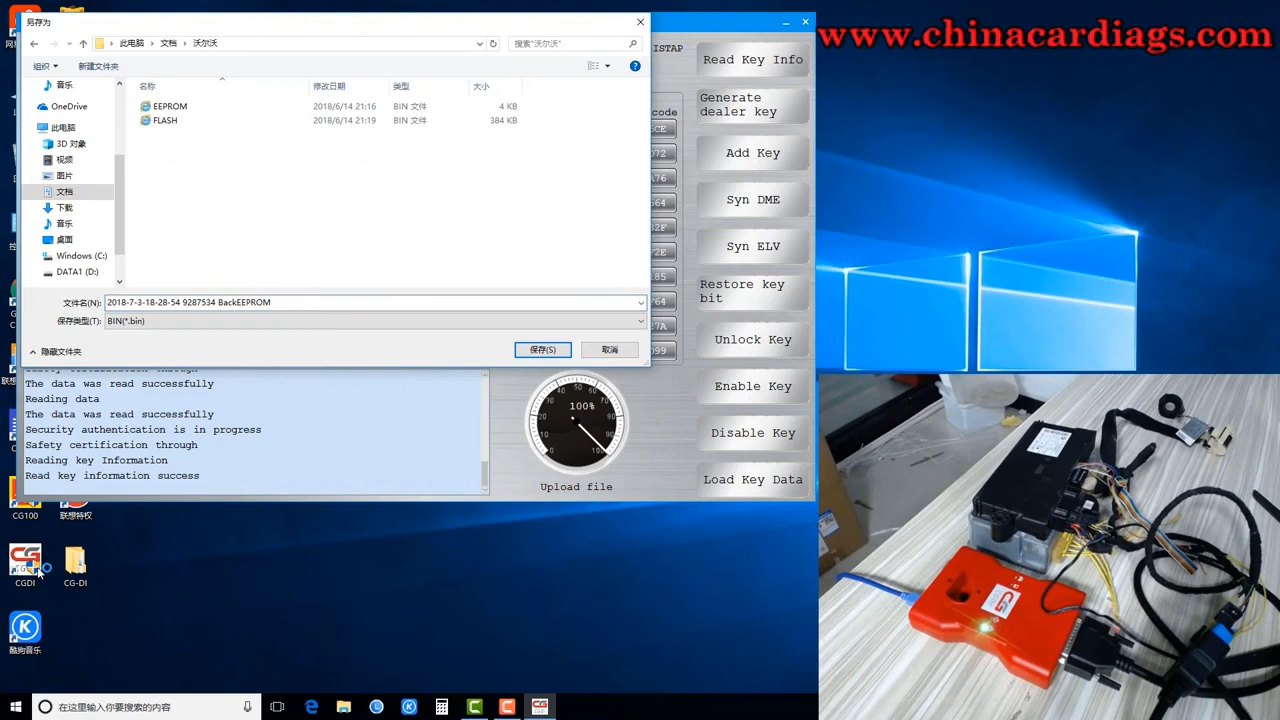 www.chinacardiags.com
另存为
此电脑 文档 沃尔沃
搜索"沃尔沃"
组织
新建文件夹
名称 修改日期 类型 大小
EEPROM 2018/6/14 21:16 BIN 文件 4 KB
FLASH 2018/6/14 21:19 BIN 文件 384 KB
音乐
OneDrive
此电脑
3D 对象
视频
图片
文档
下载
音乐
桌面
Windows (C:)
DATA1 (D:)
文件名(N): 2018-7-3-18-28-54 9287534 BackEEPROM
保存类型(T): BIN(*.bin)
隐藏文件夹
保存(S)
取消
ISTAP
Read Key Info
Generate dealer key
Add Key
Syn DME
Syn ELV
Restore key bit
Unlock Key
Enable Key
Disable Key
Load Key Data
The data was read successfully
Reading data
The data was read successfully
Security authentication is in progress
Safety certification through
Reading key Information
Read key information success
100%
Upload file
CG100
联想特权
CGDI
CG-DI
酷狗音乐
在这里输入你要搜索的内容